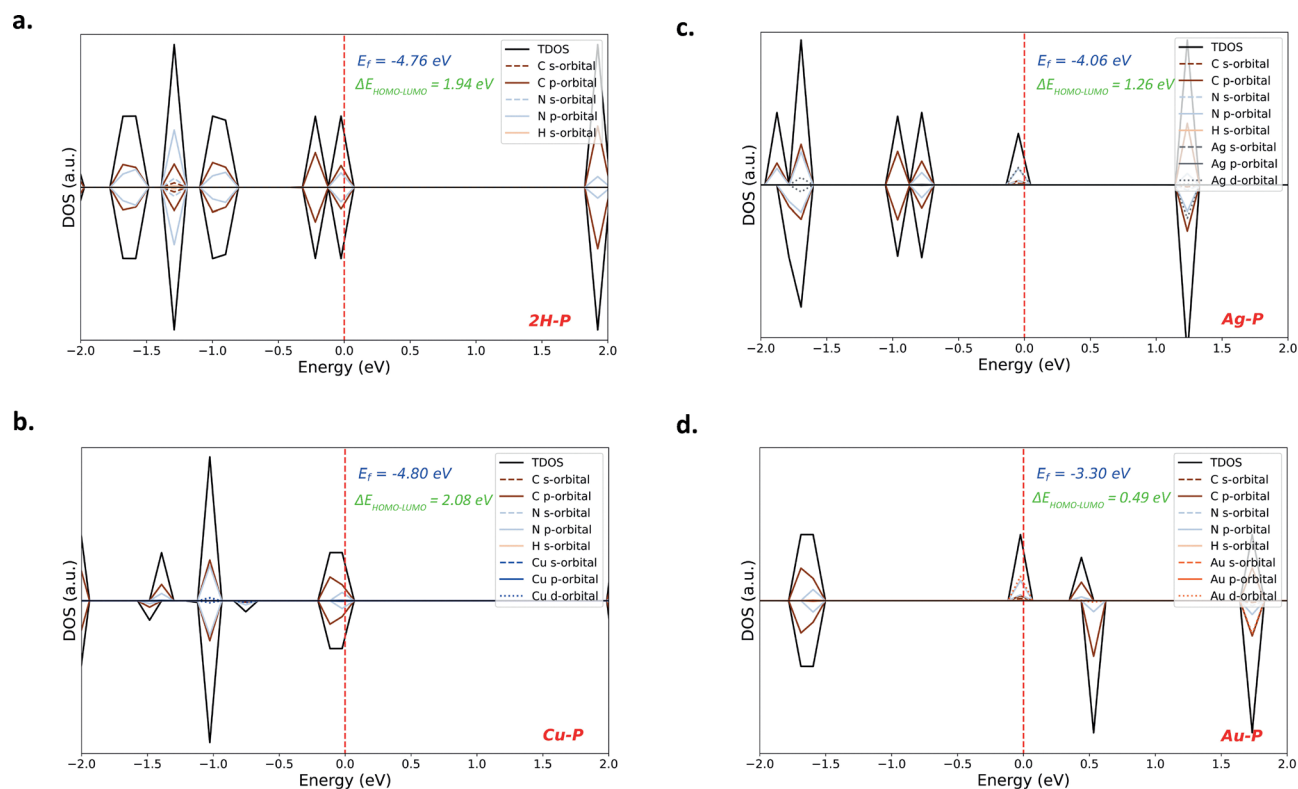 a.
E_f = -4.76 eV
ΔE_HOMO-LUMO = 1.94 eV
TDOS
C s-orbital
C p-orbital
N s-orbital
N p-orbital
H s-orbital
DOS (a.u.)
2H-P
−2.0 −1.5 −1.0 −0.5 0.0 0.5 1.0 1.5 2.0
Energy (eV)
c.
E_f = -4.06 eV
ΔE_HOMO-LUMO = 1.26 eV
TDOS
C s-orbital
C p-orbital
N s-orbital
N p-orbital
H s-orbital
Ag s-orbital
Ag p-orbital
Ag d-orbital
DOS (a.u.)
Ag-P
−2.0 −1.5 −1.0 −0.5 0.0 0.5 1.0 1.5 2.0
Energy (eV)
b.
E_f = -4.80 eV
ΔE_HOMO-LUMO = 2.08 eV
TDOS
C s-orbital
C p-orbital
N s-orbital
N p-orbital
H s-orbital
Cu s-orbital
Cu p-orbital
Cu d-orbital
DOS (a.u.)
Cu-P
−2.0 −1.5 −1.0 −0.5 0.0 0.5 1.0 1.5 2.0
Energy (eV)
d.
E_f = -3.30 eV
ΔE_HOMO-LUMO = 0.49 eV
TDOS
C s-orbital
C p-orbital
N s-orbital
N p-orbital
H s-orbital
Au s-orbital
Au p-orbital
Au d-orbital
DOS (a.u.)
Au-P
−2.0 −1.5 −1.0 −0.5 0.0 0.5 1.0 1.5 2.0
Energy (eV)